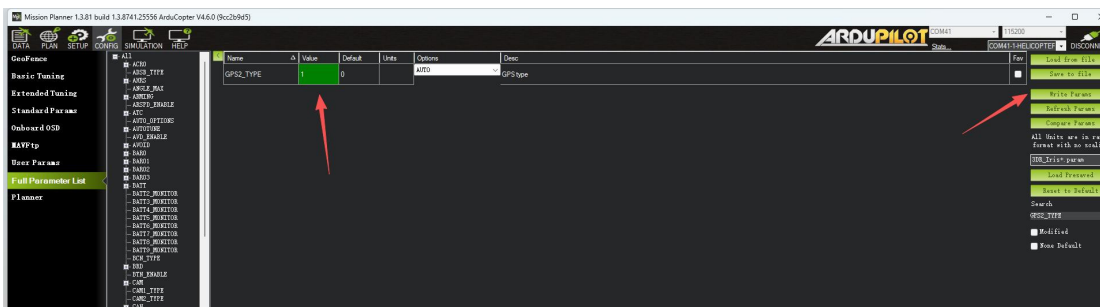 Mission Planner 1.3.81 build 1.3.8741.25556 ArduCopter V4.6.0 (9cc2b9d5)
DATA PLAN SETUP CONFIG SIMULATION HELP
ARDUPILOT
COM41 115200
Stats... COM41-1-HELICOPTER DISCONN
GeoFence
Basic Tuning
Extended Tuning
Standard Params
Onboard OSD
MAVFtp
User Params
Full Parameter List
Planner
All
ACRO
ADSB_TYPE
AHRS
ANGLE_MAX
ARMING
ARSPD_ENABLE
ATC
AUTO_OPTIONS
AUTOTUNE
AVD_ENABLE
AVOID
BARO
BARO1
BARO2
BARO3
BATT
BATT2_MONITOR
BATT3_MONITOR
BATT4_MONITOR
BATT5_MONITOR
BATT6_MONITOR
BATT7_MONITOR
BATT8_MONITOR
BATT9_MONITOR
BCN_TYPE
BRD
BTN_ENABLE
CAM
CAM1_TYPE
CAM2_TYPE
CAN
Name Value Default Units Options Desc Fav
GPS2_TYPE 1 0 AUTO GPS type
Load from file
Save to file
Write Params
Refresh Params
Compare Params
All Units are in ra
format with no scali
3DR_Iris+.param
Load Presaved
Reset to Default
Search
GPS2_TYPE
Modified
None Default